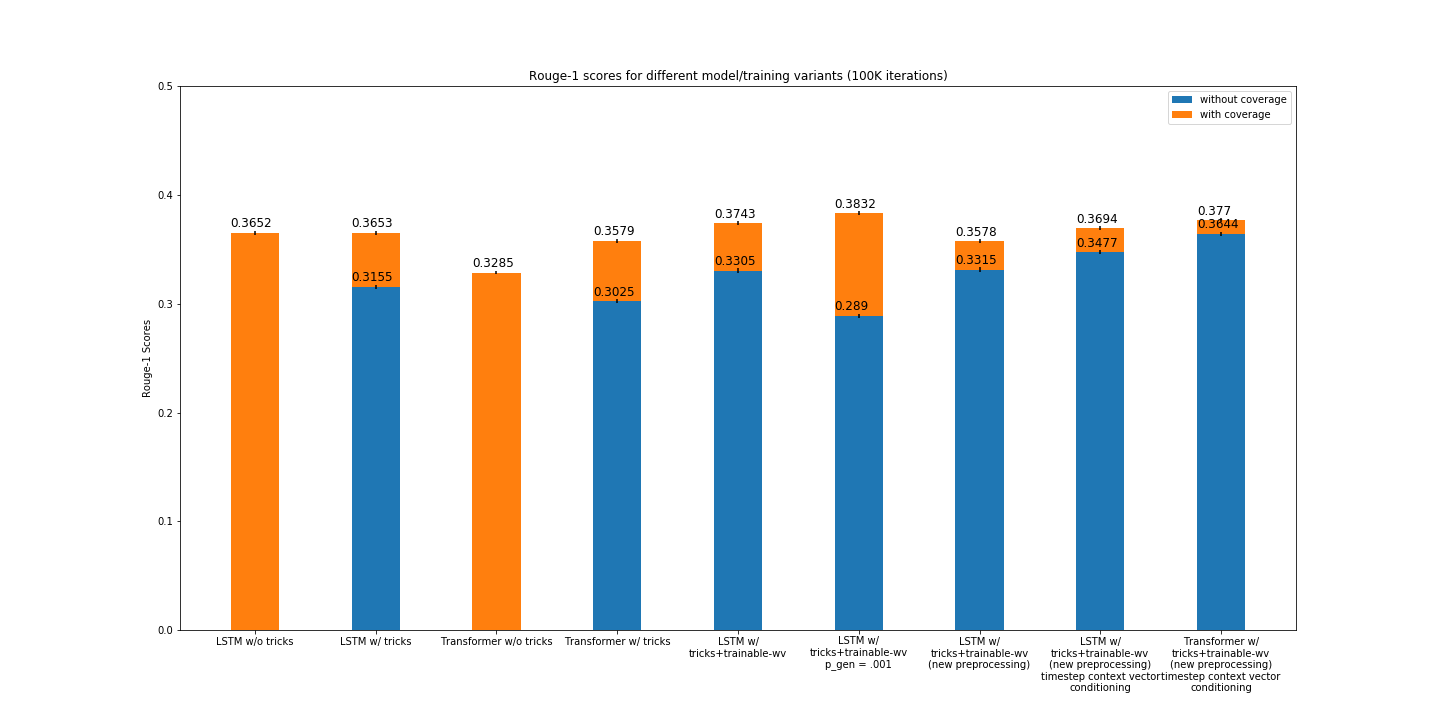 Rouge-1 scores for different model/training variants (100K iterations)
without coverage
with coverage
Rouge-1 Scores
0.5
0.4
0.3
0.2
0.1
0.0
0.3652
0.3653
0.3155
0.3285
0.3579
0.3025
0.3743
0.3305
0.3832
0.289
0.3578
0.3315
0.3694
0.3477
0.377
0.3644
LSTM w/o tricks
LSTM w/ tricks
Transformer w/o tricks
Transformer w/ tricks
LSTM w/
tricks+trainable-wv
LSTM w/
tricks+trainable-wv
p_gen = .001
LSTM w/
tricks+trainable-wv
(new preprocessing)
LSTM w/
tricks+trainable-wv
(new preprocessing)
timestep context vector
conditioning
Transformer w/
tricks+trainable-wv
(new preprocessing)
timestep context vector
conditioning